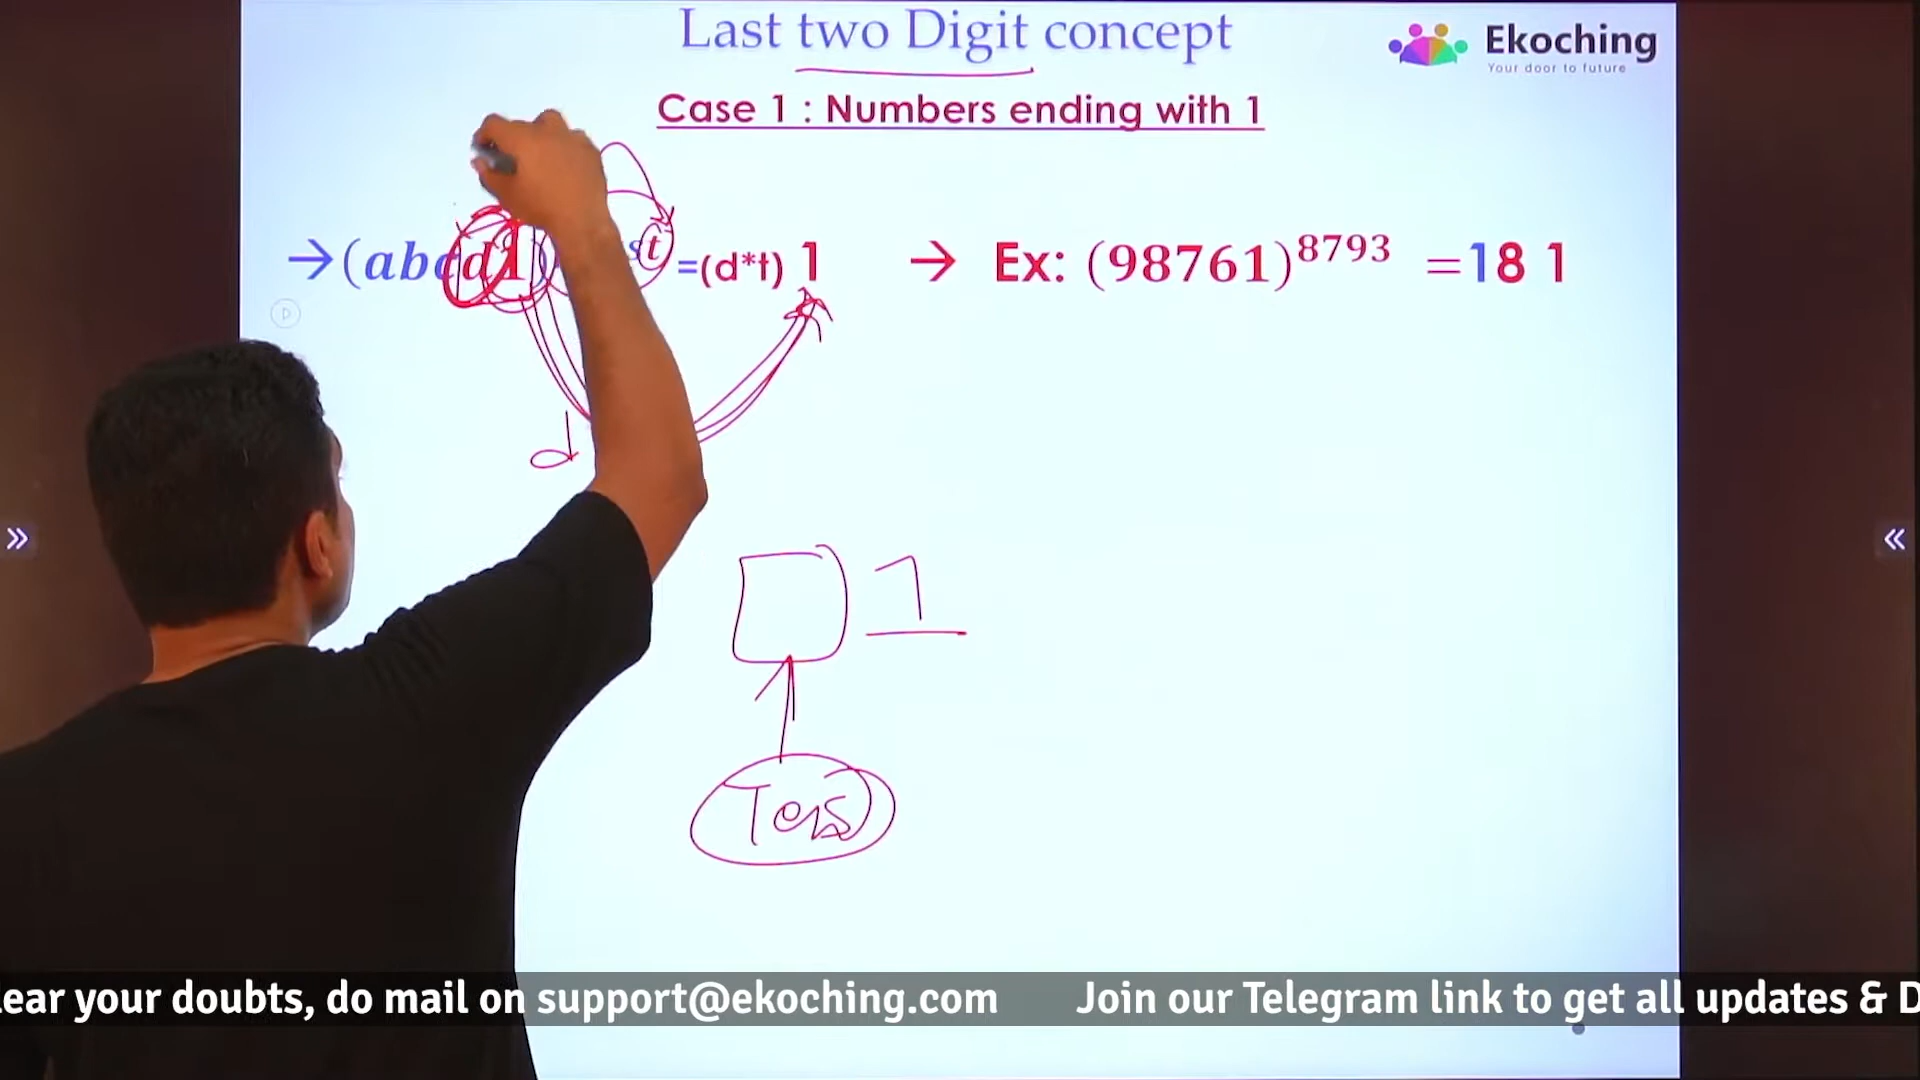 Last two Digit concept
Ekoching
Your door to future
Case 1 : Numbers ending with 1
→(abcd1) st =(d*t) 1 → Ex: (98761)^8793 =18 1
d
1
Tens
lear your doubts, do mail on support@ekoching.com Join our Telegram link to get all updates & D